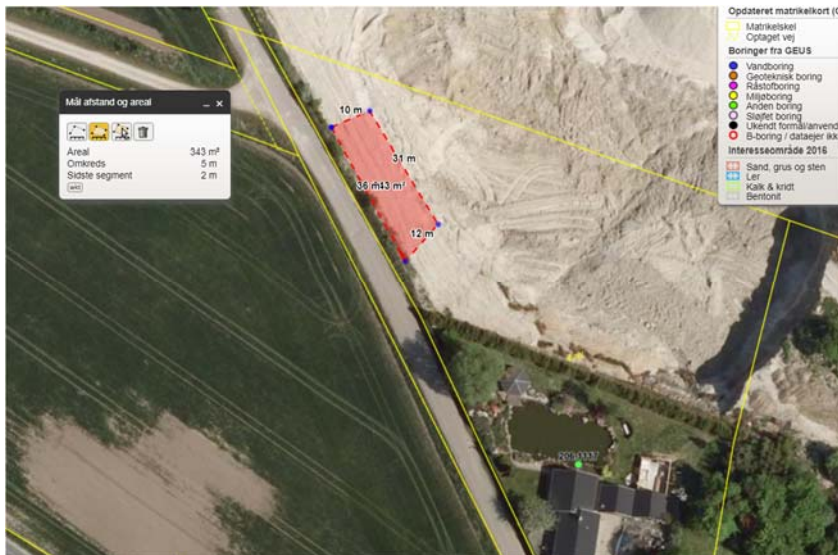 Opdateret matrikelkort (G
Matrikelskel
Optaget vej
Boringer fra GEUS
Vandboring
Geoteknisk boring
Råstofboring
Miljøboring
Anden boring
Sløjfet boring
Ukendt formål/anvend
B-boring / dataejer ikk
Interesseområde 2016
Sand, grus og sten
Ler
Kalk & kridt
Bentonit
Mål afstand og areal
Areal 343 m²
Omkreds 5 m
Sidste segment 2 m
10 m
31 m
36 m
12 m
206.1117